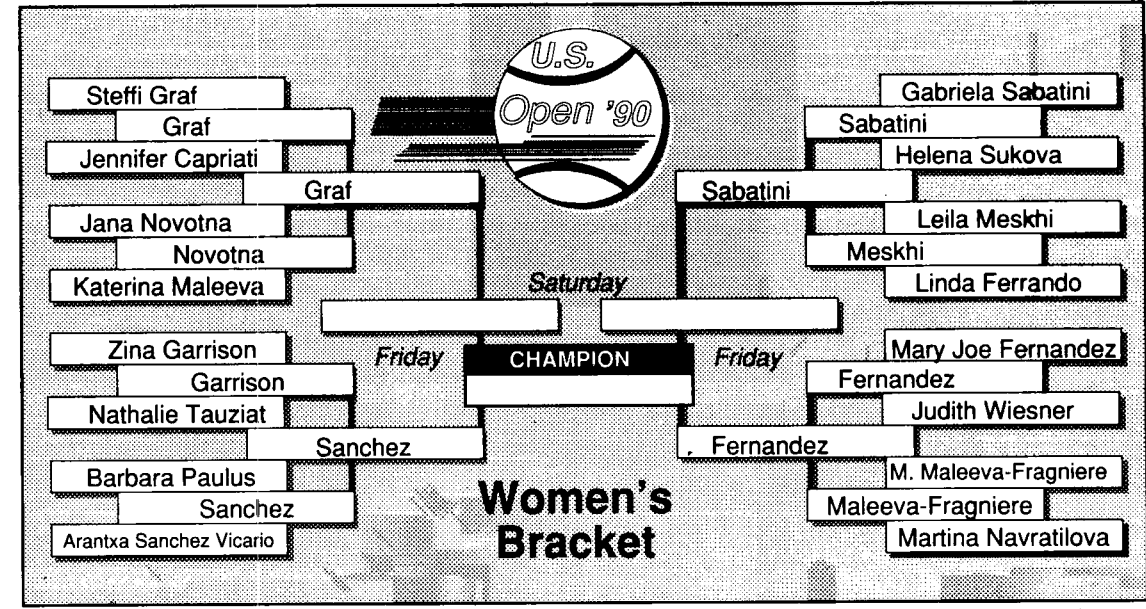 U.S.
Open '90
Steffi Graf
Graf
Jennifer Capriati
Graf
Jana Novotna
Novotna
Katerina Maleeva
Zina Garrison
Garrison
Nathalie Tauziat
Sanchez
Barbara Paulus
Sanchez
Arantxa Sanchez Vicario
Saturday
Friday
CHAMPION
Friday
Women's
Bracket
Gabriela Sabatini
Sabatini
Helena Sukova
Sabatini
Leila Meskhi
Meskhi
Linda Ferrando
Mary Joe Fernandez
Fernandez
Judith Wiesner
Fernandez
M. Maleeva-Fragniere
Maleeva-Fragniere
Martina Navratilova